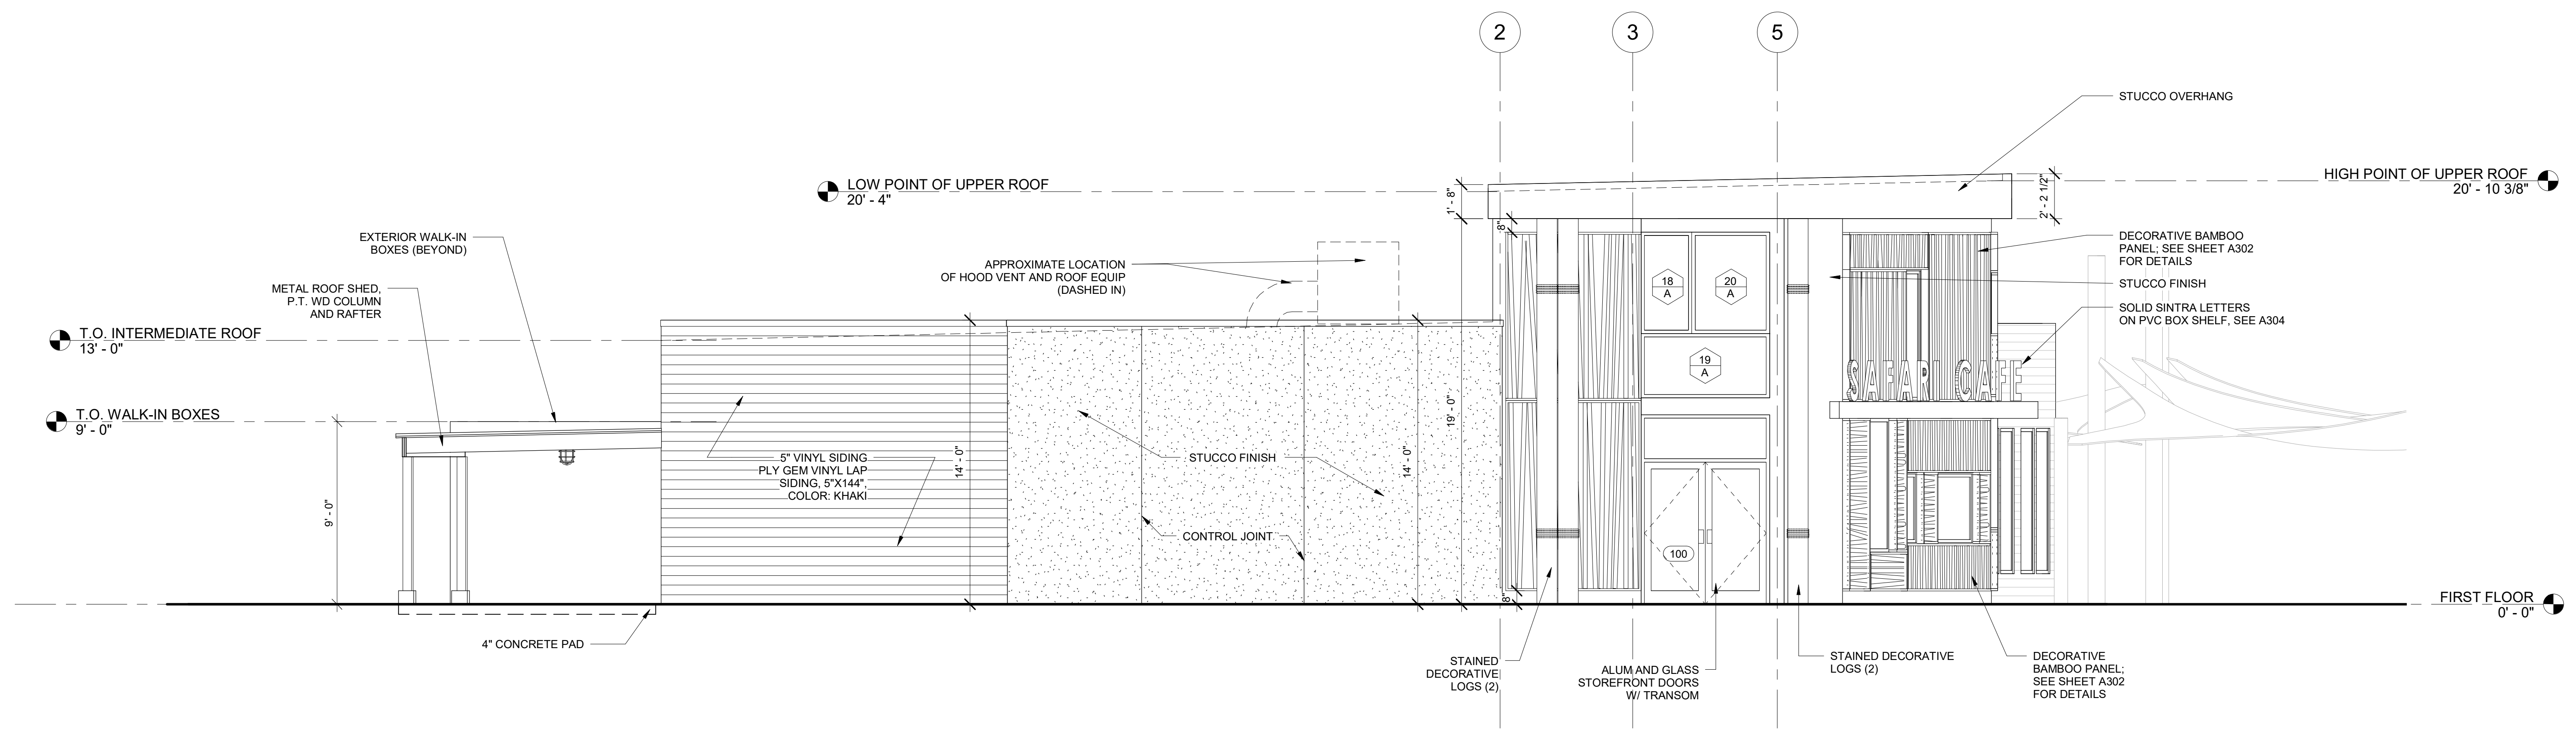 2
3
5
STUCCO OVERHANG
LOW POINT OF UPPER ROOF
20' - 4"
HIGH POINT OF UPPER ROOF
20' - 10 3/8"
1' - 8"
2' - 2 1/2"
8"
EXTERIOR WALK-IN
BOXES (BEYOND)
METAL ROOF SHED,
P.T. WD COLUMN
AND RAFTER
APPROXIMATE LOCATION
OF HOOD VENT AND ROOF EQUIP
(DASHED IN)
DECORATIVE BAMBOO
PANEL; SEE SHEET A302
FOR DETAILS
STUCCO FINISH
SOLID SINTRA LETTERS
ON PVC BOX SHELF, SEE A304
18
A
20
A
19
A
T.O. INTERMEDIATE ROOF
13' - 0"
T.O. WALK-IN BOXES
9' - 0"
SAFARI CAFE
9' - 0"
5" VINYL SIDING
PLY GEM VINYL LAP
SIDING, 5"X144",
COLOR: KHAKI
14' - 0"
STUCCO FINISH
14' - 0"
19' - 0"
CONTROL JOINT
100
8"
FIRST FLOOR
0' - 0"
4" CONCRETE PAD
STAINED
DECORATIVE
LOGS (2)
ALUM AND GLASS
STOREFRONT DOORS
W/ TRANSOM
STAINED DECORATIVE
LOGS (2)
DECORATIVE
BAMBOO PANEL;
SEE SHEET A302
FOR DETAILS